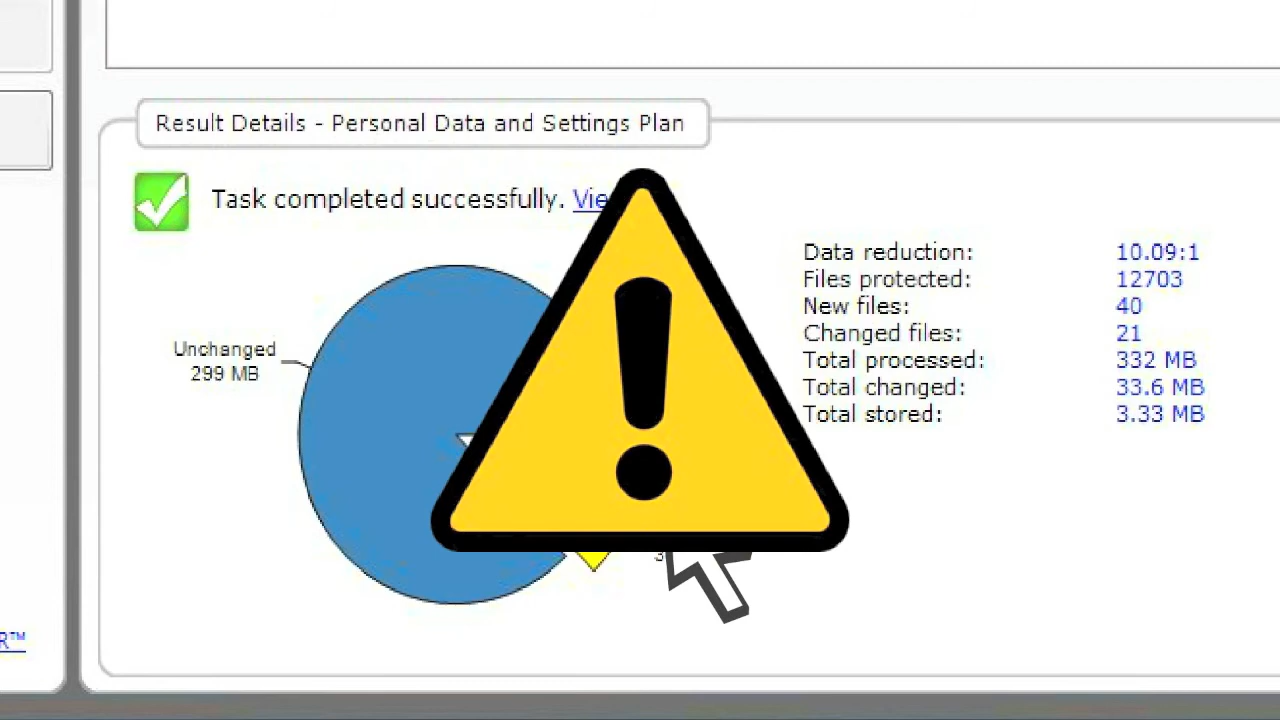 Result Details - Personal Data and Settings Plan
Task completed successfully.
Data reduction: 10.09:1
Files protected: 12703
New files: 40
Changed files: 21
Total processed: 332 MB
Total changed: 33.6 MB
Total stored: 3.33 MB
Unchanged
299 MB
R™